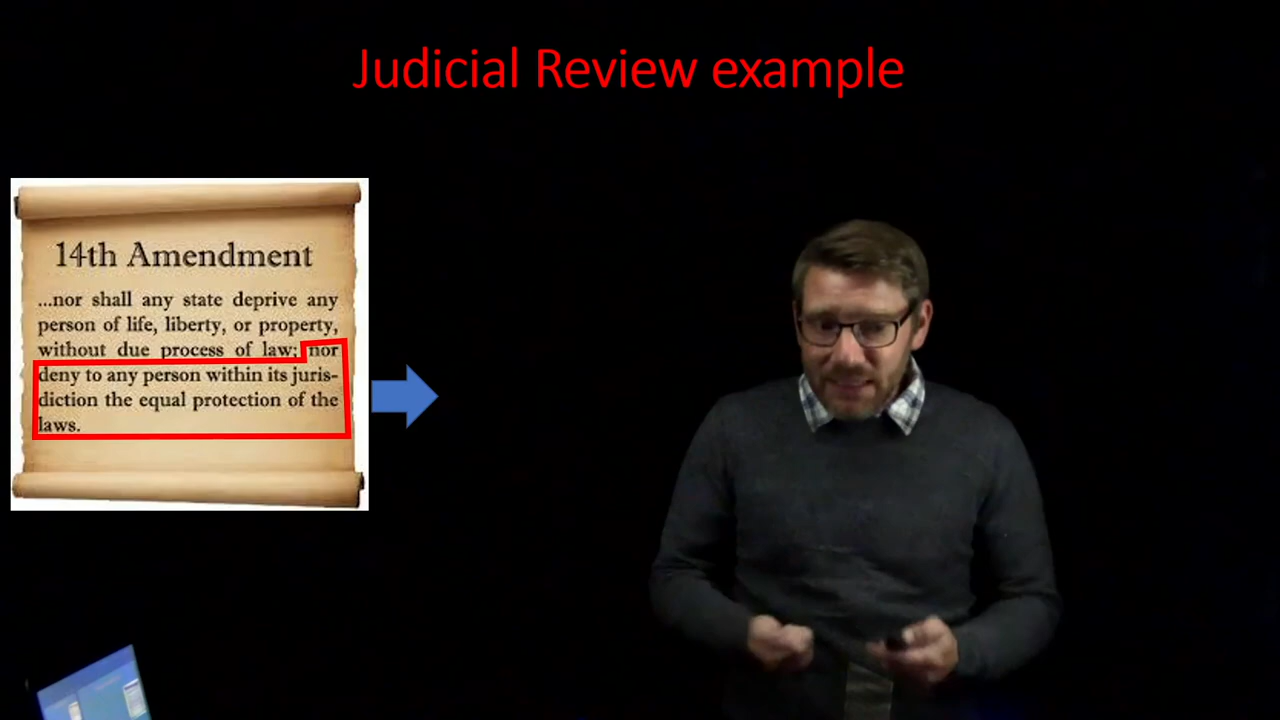 Judicial Review example
14th Amendment
...nor shall any state deprive any
person of life, liberty, or property,
without due process of law; nor
deny to any person within its juris-
diction the equal protection of the
laws.